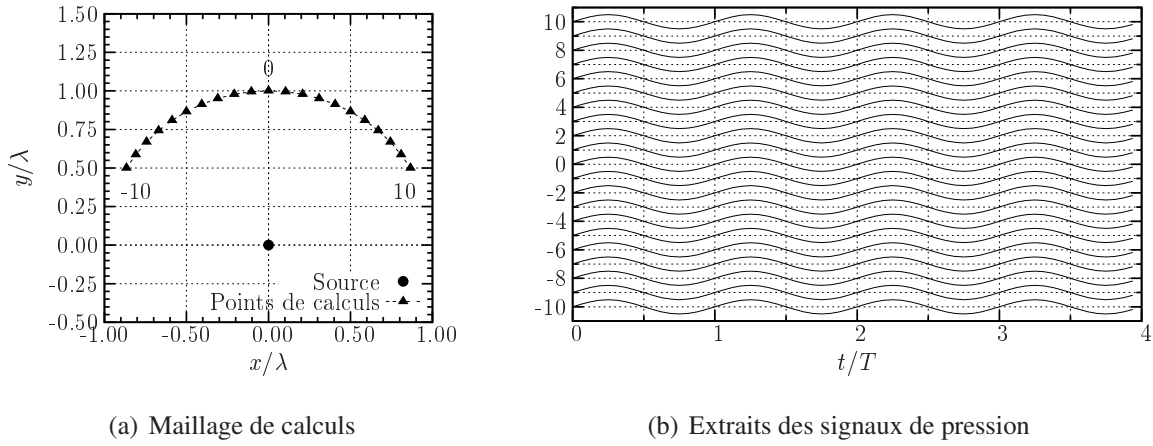 1.50
1.25
1.00
0.75
0.50
0.25
0.00
-0.25
-0.50
y/λ
0
-10
10
Source
Points de calculs
-1.00 -0.50 0.00 0.50 1.00
x/λ
(a) Maillage de calculs
10
8
6
4
2
0
-2
-4
-6
-8
-10
0 1 2 3 4
t/T
(b) Extraits des signaux de pression